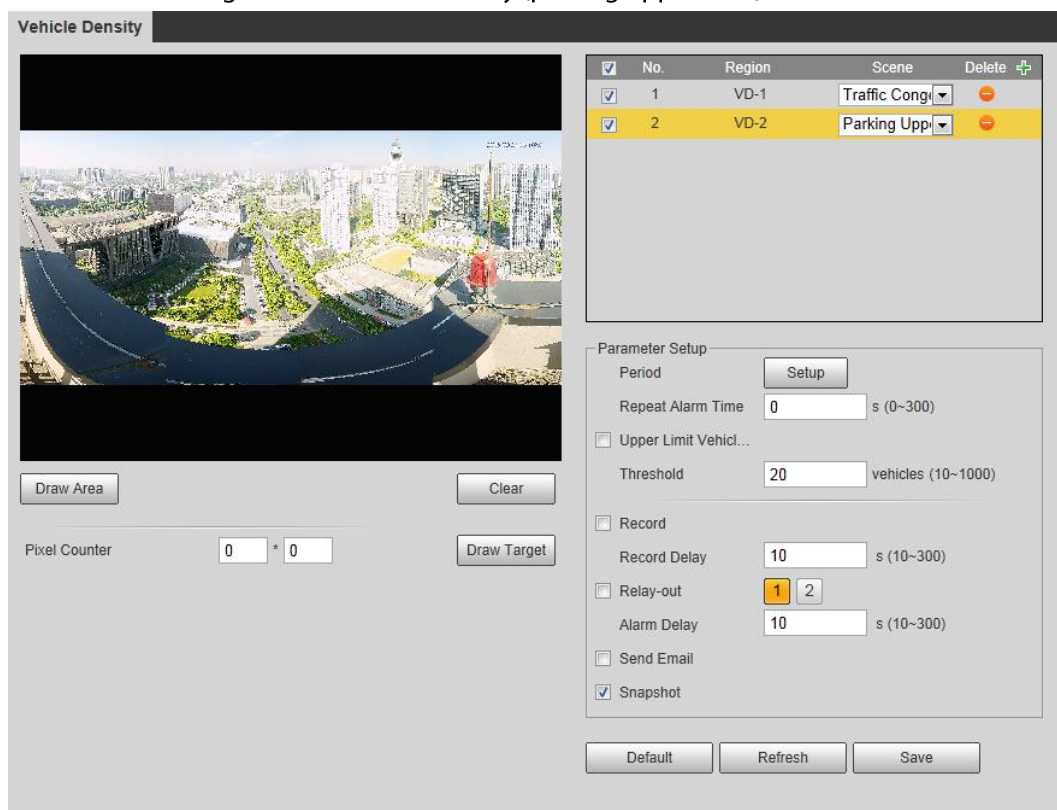 Vehicle Density
No. Region Scene Delete
1 VD-1 Traffic Cong
2 VD-2 Parking Upp
Draw Area Clear
Pixel Counter 0 * 0 Draw Target
Parameter Setup
Period Setup
Repeat Alarm Time 0 s (0~300)
Upper Limit Vehicl...
Threshold 20 vehicles (10~1000)
Record
Record Delay 10 s (10~300)
Relay-out 1 2
Alarm Delay 10 s (10~300)
Send Email
Snapshot
Default Refresh Save